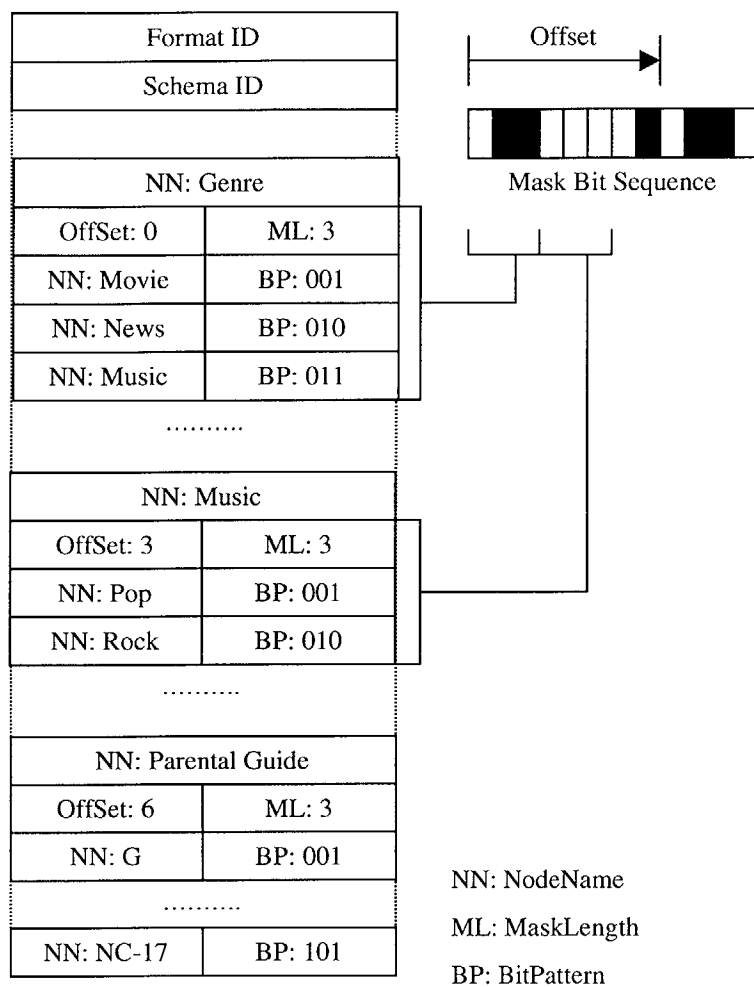 Format ID
Schema ID
Offset
Mask Bit Sequence
NN: Genre
OffSet: 0 ML: 3
NN: Movie BP: 001
NN: News BP: 010
NN: Music BP: 011
..........
NN: Music
OffSet: 3 ML: 3
NN: Pop BP: 001
NN: Rock BP: 010
..........
NN: Parental Guide
OffSet: 6 ML: 3
NN: G BP: 001
..........
NN: NC-17 BP: 101
NN: NodeName
ML: MaskLength
BP: BitPattern